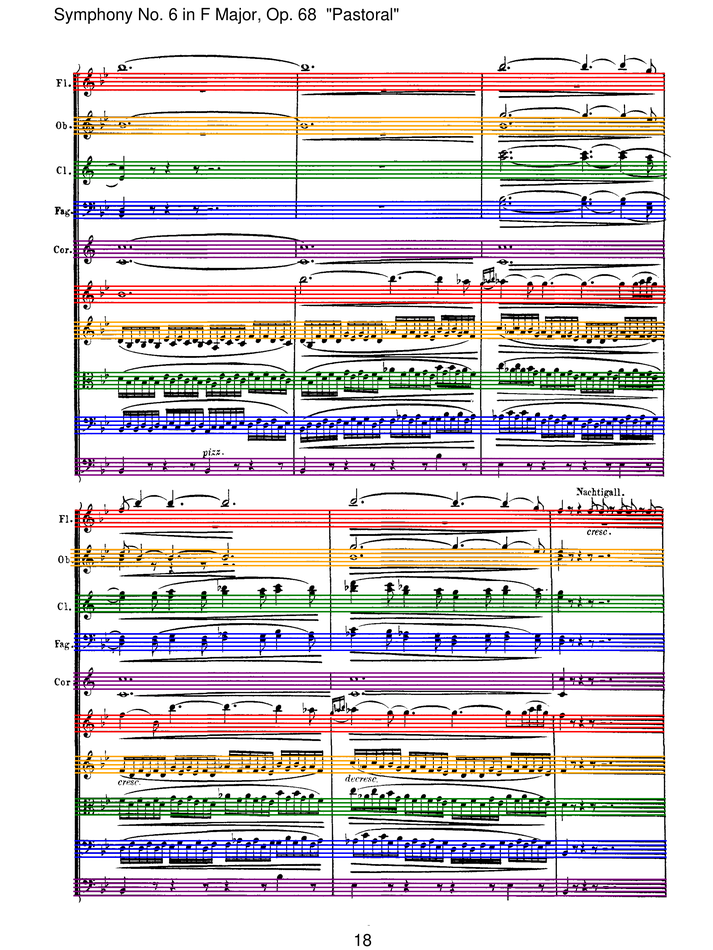 Symphony No. 6 in F Major, Op. 68 "Pastoral"
Fl.
Ob.
Cl.
Fag.
Cor.
pizz.
Nachtigall.
Fl.
cresc.
Ob
Cl.
Fag.
Cor
cresc.
decresc.
18